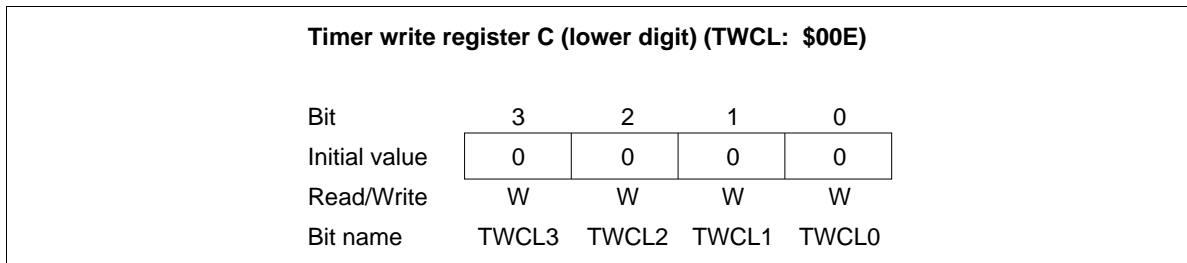 Timer write register C (lower digit) (TWCL: $00E)
Bit 3 2 1 0
Initial value 0 0 0 0
Read/Write W W W W
Bit name TWCL3 TWCL2 TWCL1 TWCL0